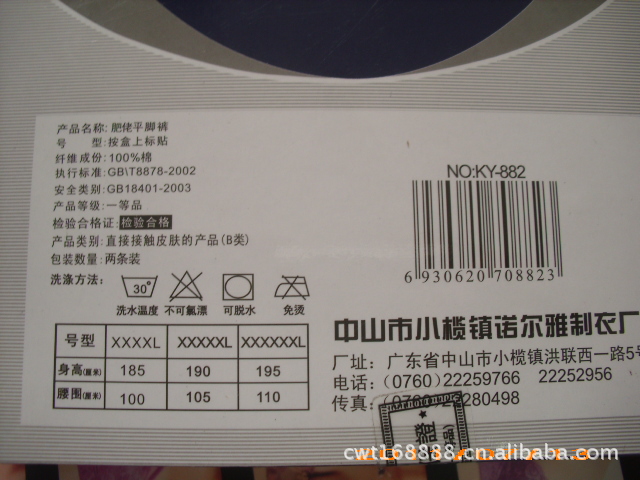 产品名称:肥佬平脚裤
号　　型:按盒上标贴
纤维成份:100%棉
执行标准:GB\T8878-2002
安全类别:GB18401-2003
产品等级:一等品
检验合格证:检验合格
产品类别:直接接触皮肤的产品(B类)
包装数量:两条装
洗涤方法:
30°
洗水温度 不可氯漂 可脱水 免烫
号型 XXXXL XXXXXL XXXXXXL
身高(厘米) 185 190 195
腰围(厘米) 100 105 110
NO:KY-882
6 930620 708823
中山市小榄镇诺尔雅制衣厂
厂址:广东省中山市小榄镇洪联西一路5号
电话:(0760)22259766 22252956
传真:(0760)22280498
cwt168888.cn.alibaba.com